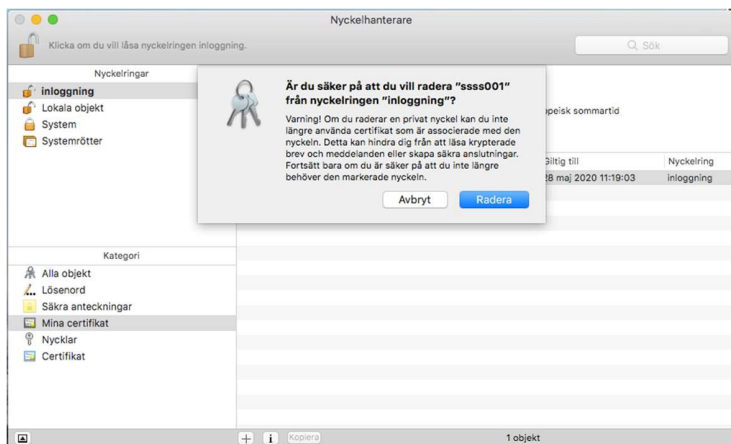 Nyckelhanterare
Klicka om du vill låsa nyckelringen inloggning.
Sök
Nyckelringar
inloggning
Lokala objekt
System
Systemrötter
Är du säker på att du vill radera "ssss001"
från nyckelringen "inloggning"?
Varning! Om du raderar en privat nyckel kan du inte
längre använda certifikat som är associerade med den
nyckeln. Detta kan hindra dig från att läsa krypterade
brev och meddelanden eller skapa säkra anslutningar.
Fortsätt bara om du är säker på att du inte längre
behöver den markerade nyckeln.
Avbryt
Radera
sommartid
Giltig till
Nyckelring
28 maj 2020 11:19:03
inloggning
Kategori
Alla objekt
Lösenord
Säkra anteckningar
Mina certifikat
Nycklar
Certifikat
Kopiera
1 objekt